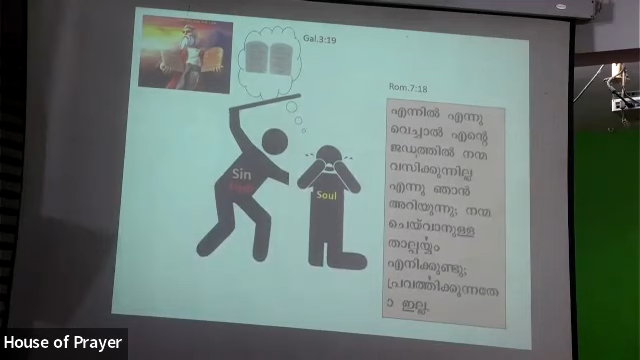 Gal.3:19
Rom.7:18
എന്നിൽ എന്നു
വെച്ചാൽ എന്റെ
ജഡത്തിൽ നന്മ
വസിക്കുന്നില്ല
എന്നു ഞാൻ
അറിയുന്നു; നന്മ
ചെയ്‌വാനുള്ള
താല്പര്യം
എനിക്കുണ്ടു;
പ്രവർത്തിക്കുന്നതേ
ാ ഇല്ല.
Sin
Soul
House of Prayer